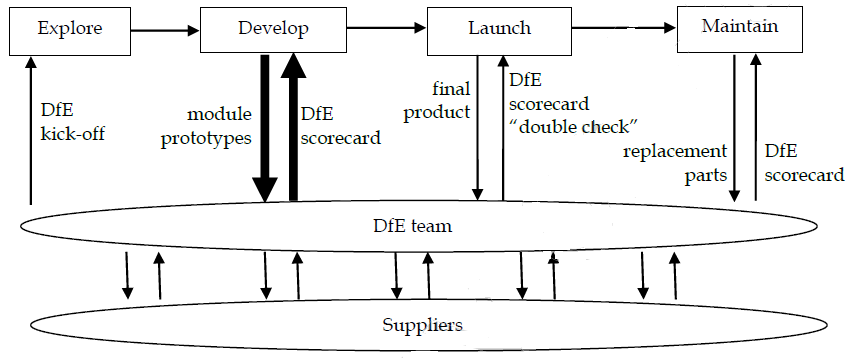 Explore
Develop
Launch
Maintain
DfE
kick-off
module
prototypes
DfE
scorecard
final
product
DfE
scorecard
“double check”
replacement
parts
DfE
scorecard
DfE team
Suppliers